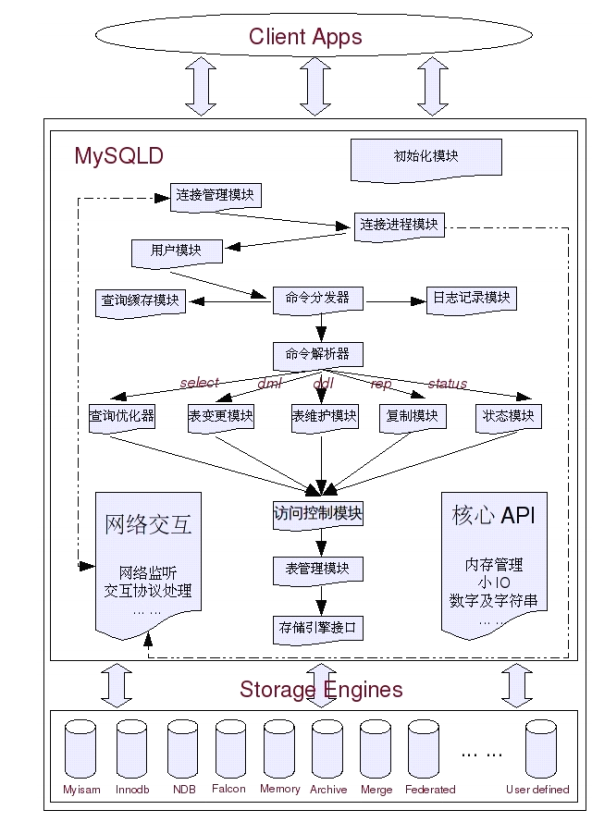 Client Apps
MySQLD
初始化模块
连接管理模块
连接进程模块
用户模块
查询缓存模块
命令分发器
日志记录模块
命令解析器
select
dml
ddl
rep
status
查询优化器
表变更模块
表维护模块
复制模块
状态模块
网络交互
网络监听
交互协议处理
... ...
访问控制模块
核心 API
内存管理
小 IO
数字及字符串
... ...
表管理模块
存储引擎接口
Storage Engines
... ...
Myisam
Innodb
NDB
Falcon
Memory
Archive
Merge
Federated
User defined